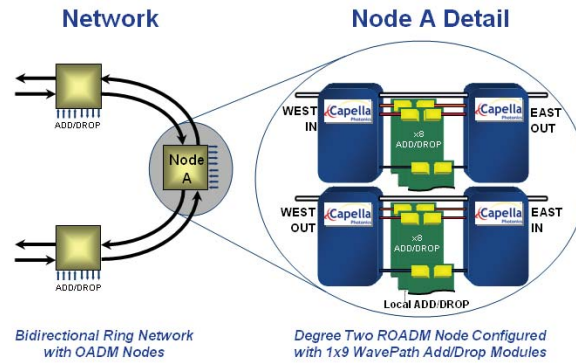 Network
Node A Detail
ADD/DROP
Node
A
ADD/DROP
WEST
IN
Capella
Photonics
x8
ADD/DROP
Capella
Photonics
EAST
OUT
WEST
OUT
Capella
Photonics
x8
ADD/DROP
Capella
Photonics
EAST
IN
Local ADD/DROP
Bidirectional Ring Network
with OADM Nodes
Degree Two ROADM Node Configured
with 1x9 WavePath Add/Drop Modules